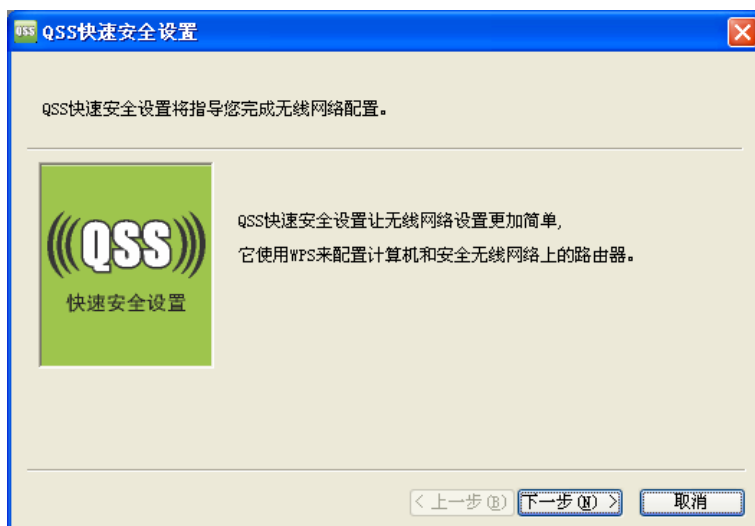 QSS QSS快速安全设置
QSS快速安全设置将指导您完成无线网络配置。
QSS
快速安全设置
QSS快速安全设置让无线网络设置更加简单,
它使用WPS来配置计算机和安全无线网络上的路由器。
< 上一步(B) 下一步(N) > 取消